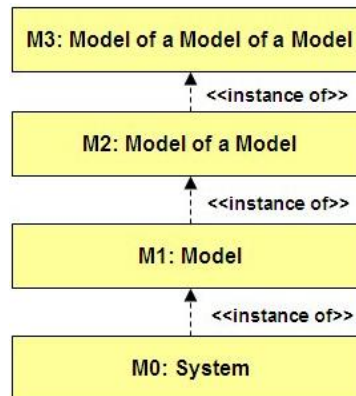 M3: Model of a Model of a Model
<<instance of>>
M2: Model of a Model
<<instance of>>
M1: Model
<<instance of>>
M0: System